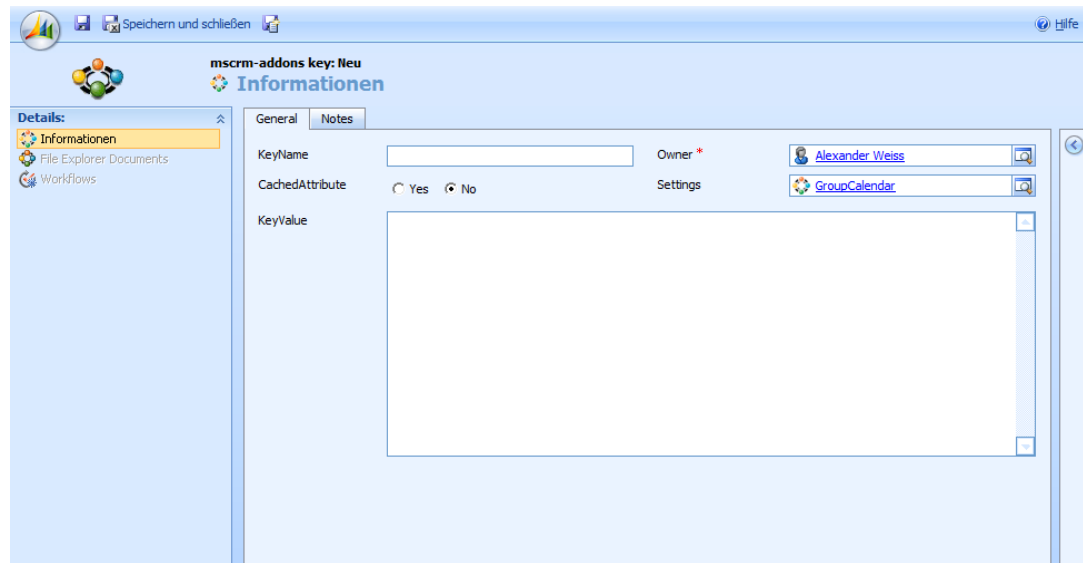 Speichern und schließen
Hilfe
mscrm-addons key: Neu
Informationen
Details:
Informationen
File Explorer Documents
Workflows
General Notes
KeyName
Owner *
Alexander Weiss
CachedAttribute
Yes No
Settings
GroupCalendar
KeyValue